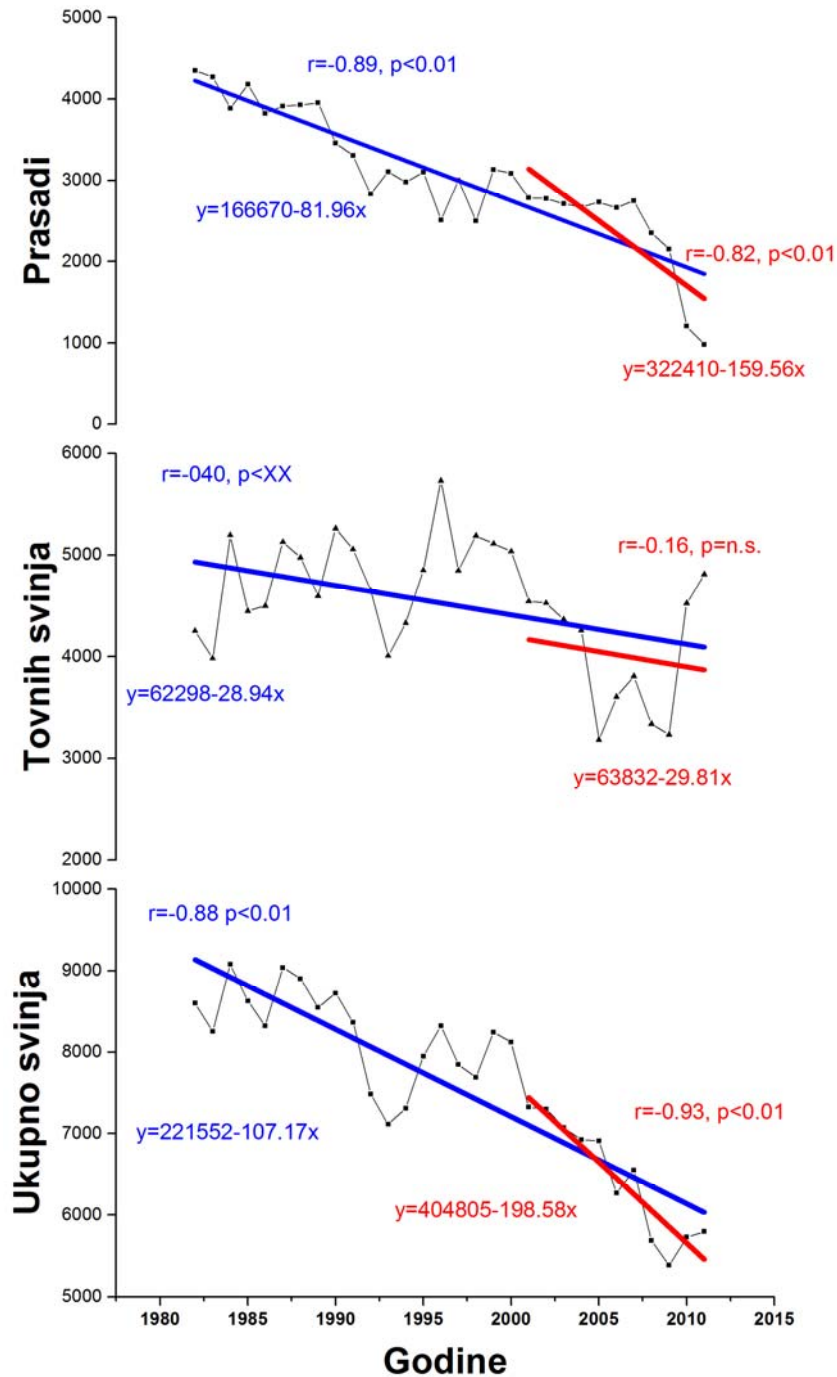 5000
r=-0.89, p<0.01
4000
Prasadi
3000
y=166670-81.96x
r=-0.82, p<0.01
2000
1000
y=322410-159.56x
0
6000
r=-040, p<XX
r=-0.16, p=n.s.
5000
Tovnih svinja
4000
y=62298-28.94x
3000
y=63832-29.81x
2000
10000
r=-0.88 p<0.01
9000
Ukupno svinja
8000
r=-0.93, p<0.01
7000
y=221552-107.17x
y=404805-198.58x
6000
5000
1980 1985 1990 1995 2000 2005 2010 2015
Godine